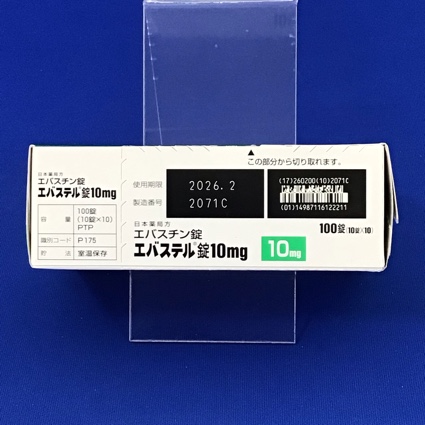 日本薬局方
エバスチン錠
エバステル®錠10mg
容量 100錠 (10錠×10) PTP
識別コード P175
貯法 室温保存
▲
この部分から切り取れます。
使用期限 2026.2
製造番号 2071C
(17)260200(10)2071C
(01)14987116122211
日本薬局方
エバスチン錠
エバステル®錠10mg
10mg
100錠(10錠×10)